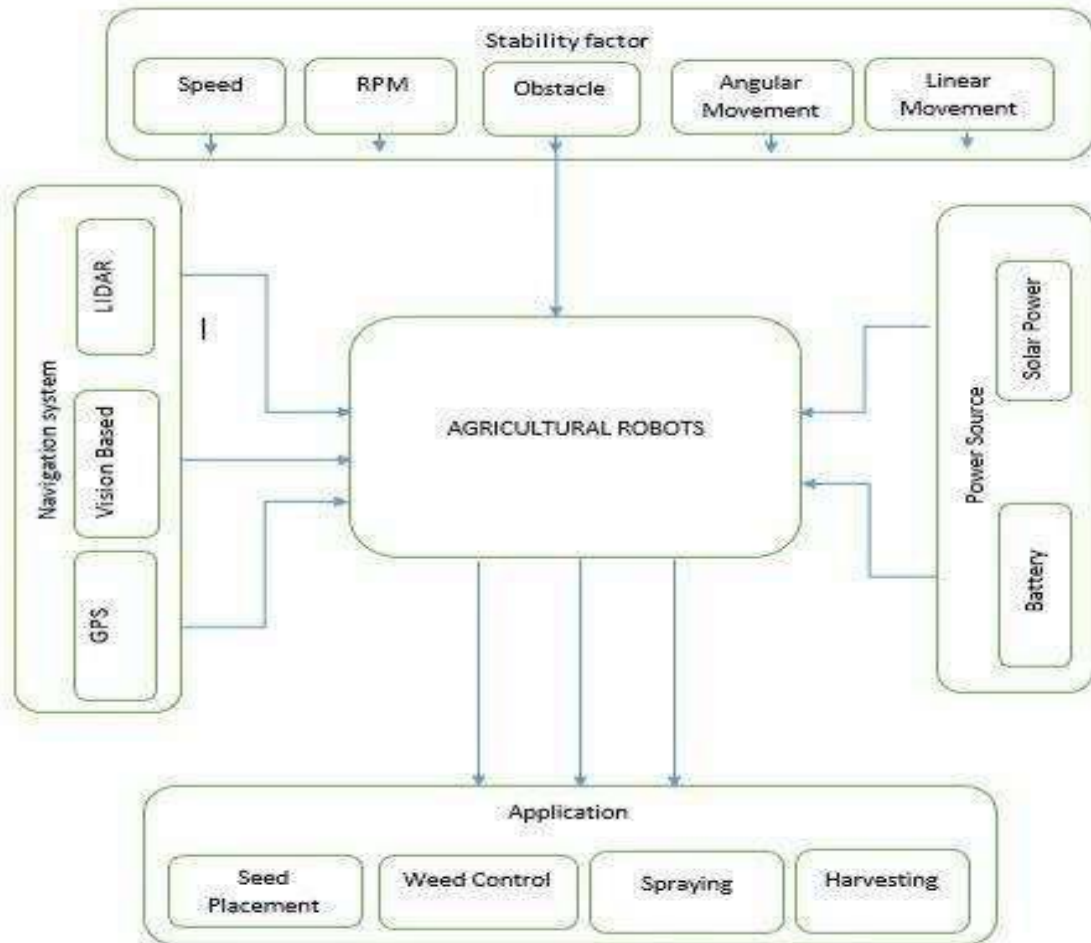 Stability factor
Speed
RPM
Obstacle
Angular
Movement
Linear
Movement
Navigation system
LIDAR
Vision Based
GPS
AGRICULTURAL ROBOTS
Power Source
Solar Power
Battery
Application
Seed
Placement
Weed Control
Spraying
Harvesting